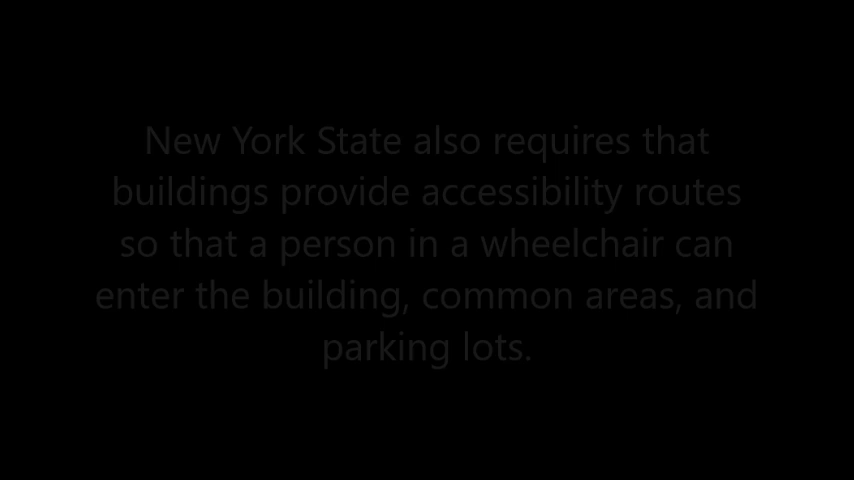 New York State also requires that
buildings provide accessibility routes
so that a person in a wheelchair can
enter the building, common areas, and
parking lots.